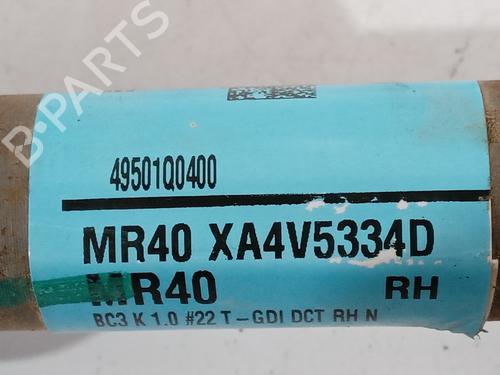 B-PARTS
49501Q0400
MR40 XA4V5334D
MR40 RH
BC3 K 1.0 #22 T-GDI DCT RH N